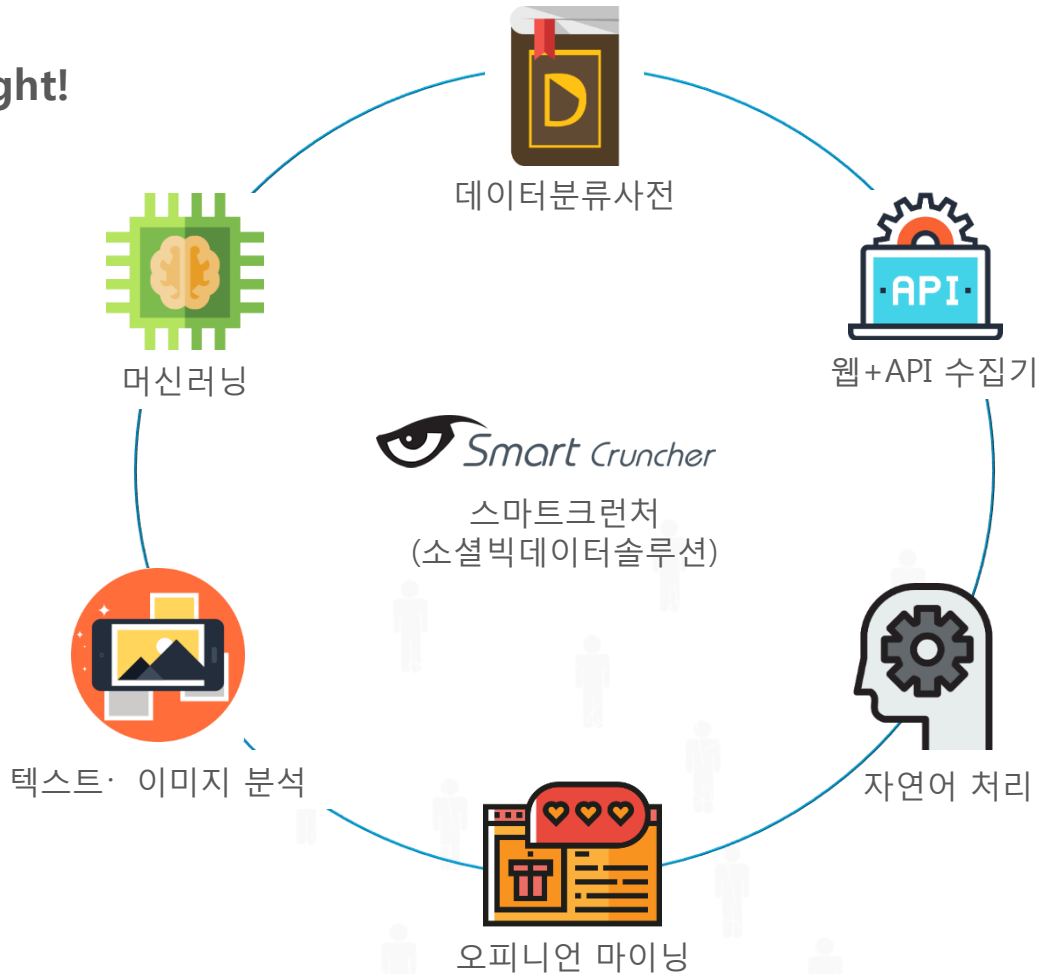 ght!
데이터분류사전
API
머신러닝
웹+API 수집기
Smart Cruncher
스마트크런처
(소셜빅데이터솔루션)
텍스트· 이미지 분석
자연어 처리
오피니언 마이닝